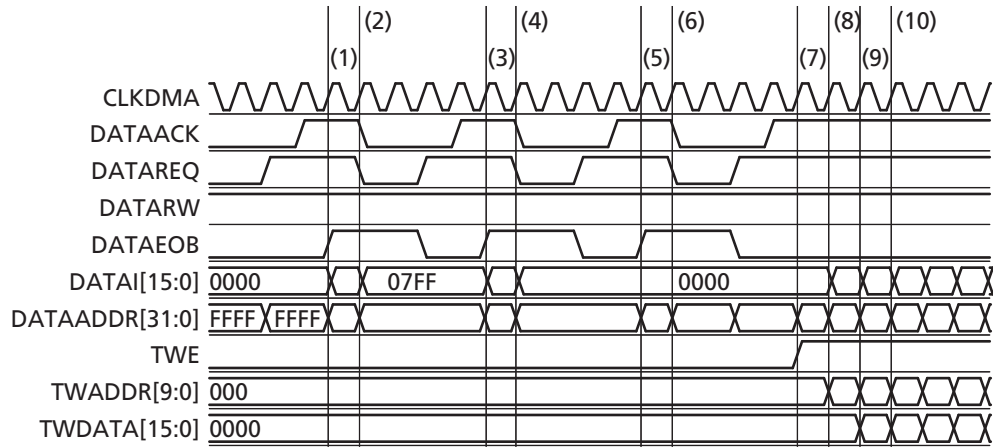 (2) (4) (6) (8) (10)
(1) (3) (5) (7) (9)
CLKDMA
DATAACK
DATAREQ
DATARW
DATAEOB
DATAI[15:0] 0000 07FF 0000
DATAADDR[31:0] FFFF FFFF
TWE
TWADDR[9:0] 000
TWDATA[15:0] 0000